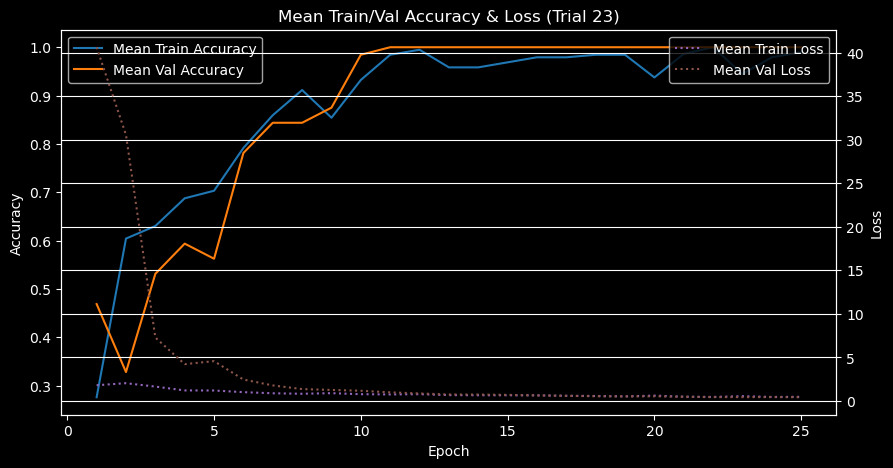 Mean Train/Val Accuracy & Loss (Trial 23)
Mean Train Accuracy
Mean Val Accuracy
Mean Train Loss
Mean Val Loss
Accuracy
1.0
0.9
0.8
0.7
0.6
0.5
0.4
0.3
Loss
40
35
30
25
20
15
10
5
0
0 5 10 15 20 25
Epoch